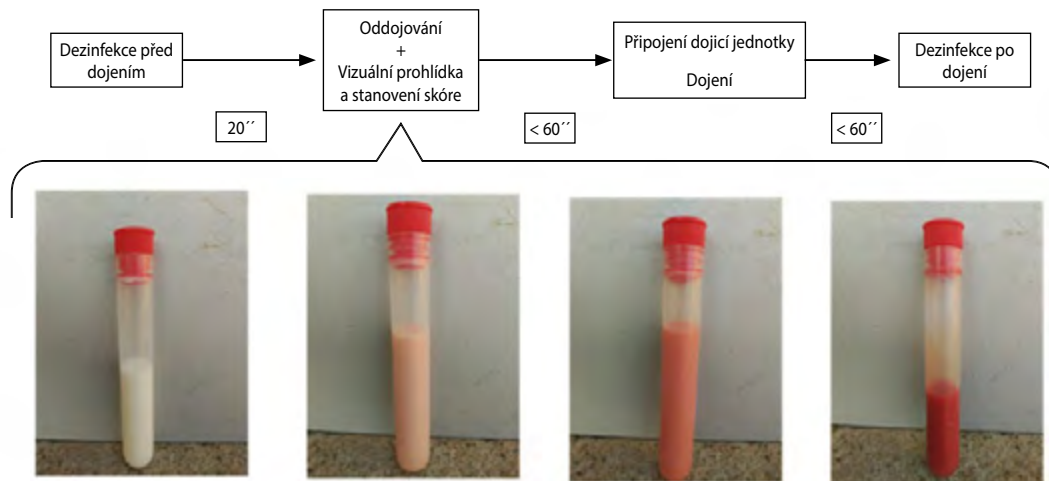 Dezinfekce před
dojením
Oddojování
+
Vizuální prohlídka
a stanovení skóre
Připojení dojicí jednotky
Dojení
Dezinfekce po
dojení
20´´
< 60´´
< 60´´